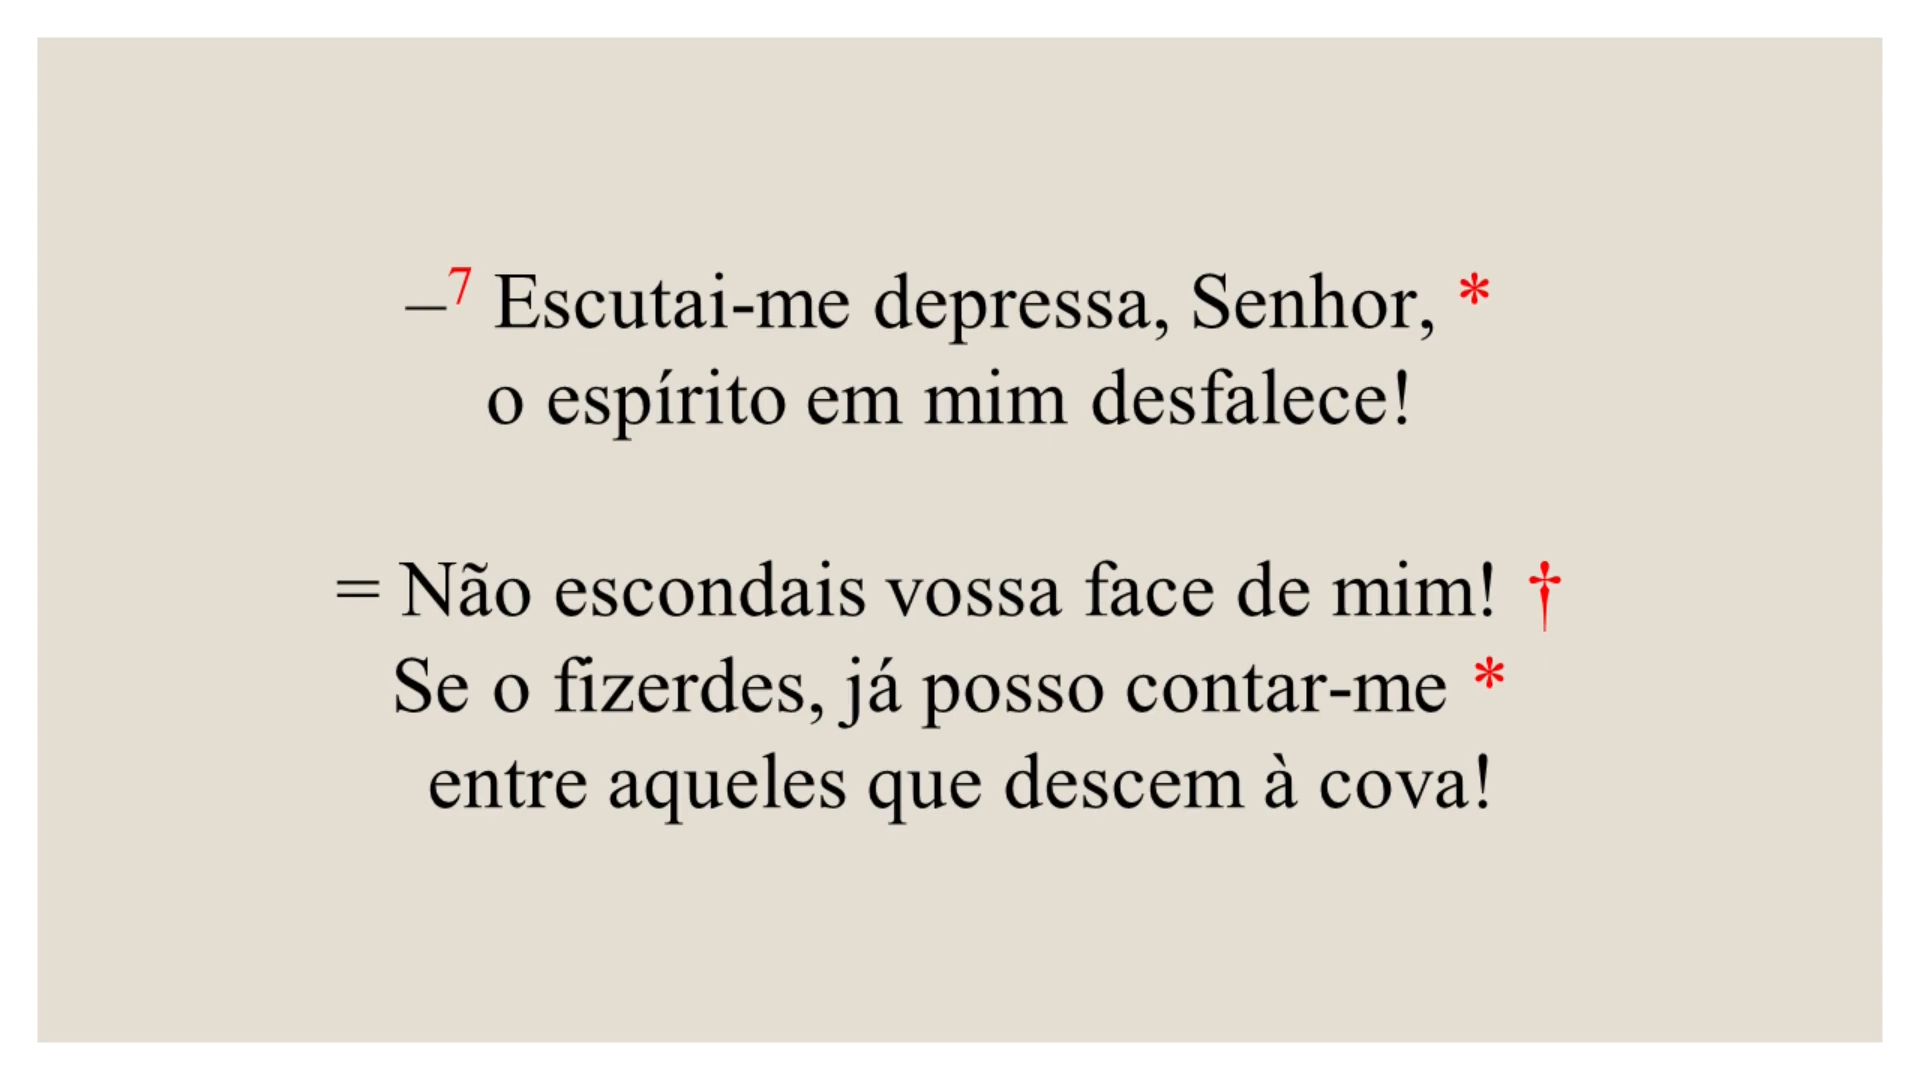 –7 Escutai-me depressa, Senhor, *
o espírito em mim desfalece!
= Não escondais vossa face de mim! †
Se o fizerdes, já posso contar-me *
entre aqueles que descem à cova!